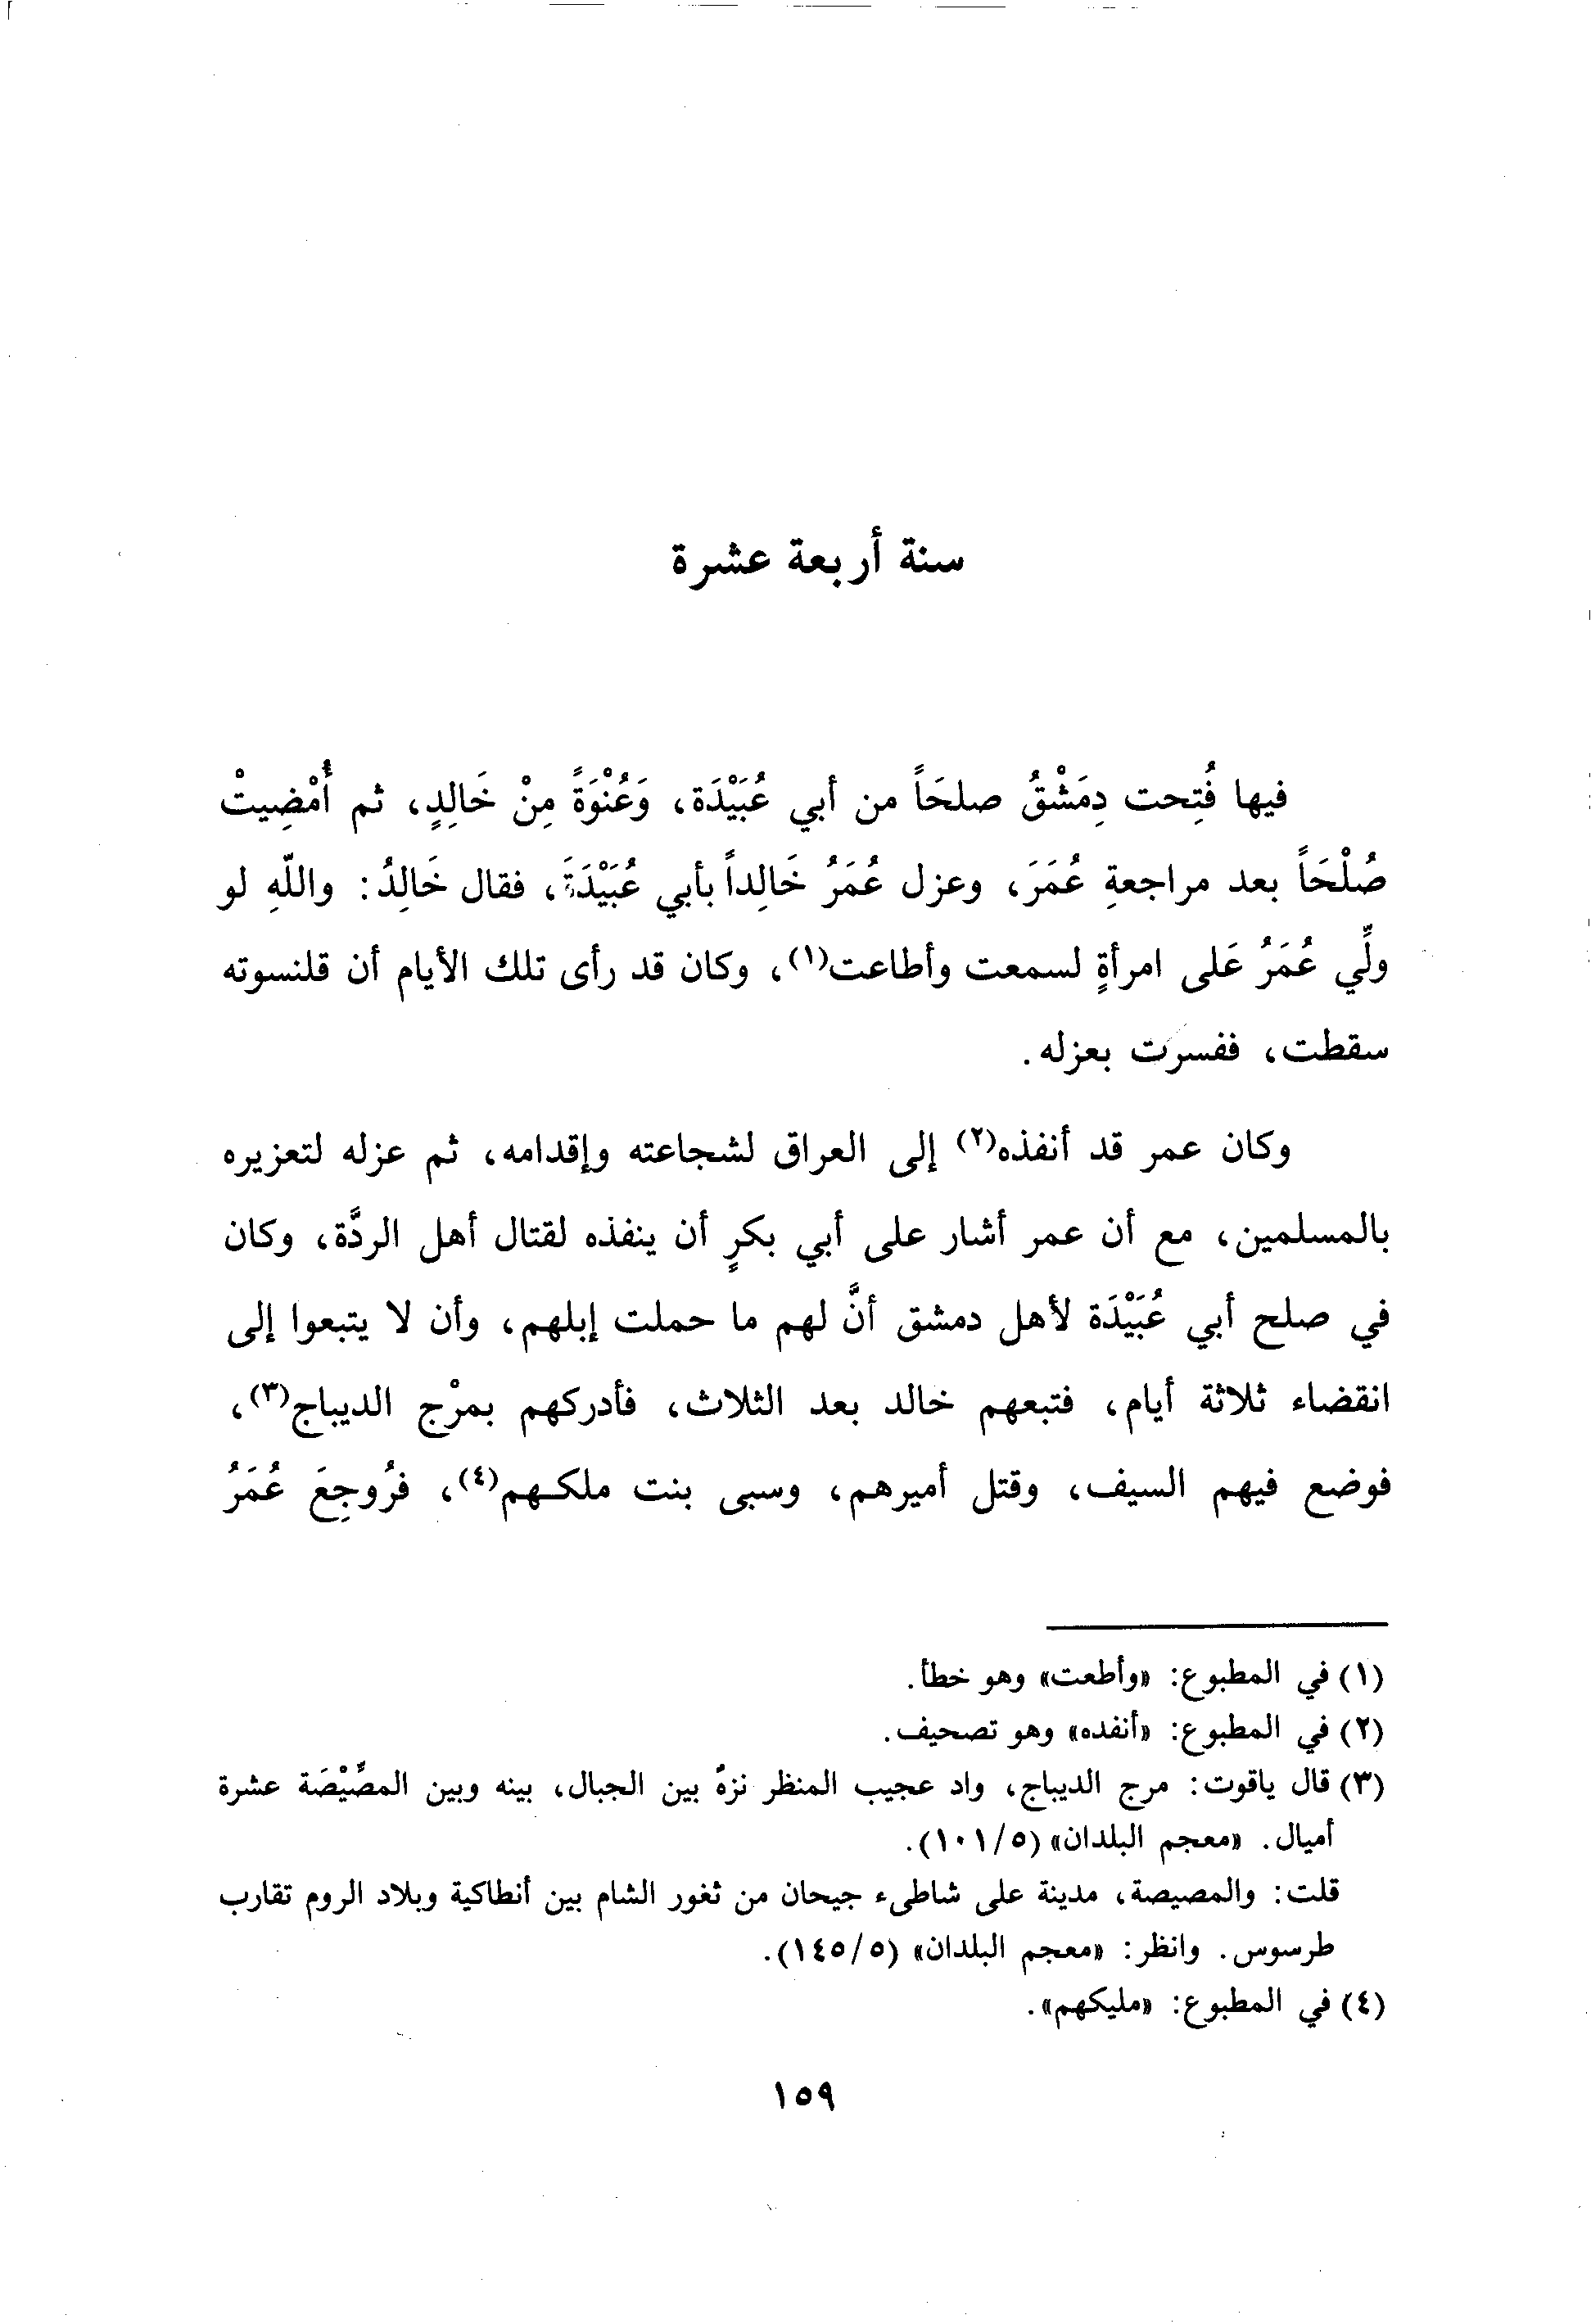 سنة أربعة عشرة
فيها فُتِحت دِمَشْقُ صلحَاً من أبي عُبَيْدَة، وَعُنْوَةً مِنْ خَالِدٍ، ثم أُمْضِيتْ
صُلْحَاً بعد مراجعةِ عُمَرَ، وعزل عُمَرُ خَالِداً بأبي عُبَيْدَةَ، فقال خَالِدُ: واللّهِ لو
ولِّي عُمَرُ عَلى امرأةٍ لسمعت وأطاعت(١)، وكان قد رأى تلك الأيام أن قلنسوته
سقطت، ففسرت بعزله.
وكان عمر قد أنفذه(٢) إلى العراق لشجاعته وإقدامه، ثم عزله لتعزيره
بالمسلمين، مع أن عمر أشار على أبي بكرٍ أن ينفذه لقتال أهل الردَّة، وكان
في صلح أبي عُبَيْدَة لأهل دمشق أنَّ لهم ما حملت إبلهم، وأن لا يتبعوا إلى
انقضاء ثلاثة أيام، فتبعهم خالد بعد الثلاث، فأدركهم بمرْج الديباج(٣)،
فوضع فيهم السيف، وقتل أميرهم، وسبى بنت ملكـهم(٤)، فرُوجِعَ عُمَرُ
(١) في المطبوع: «وأطعت» وهو خطأ.
(٢) في المطبوع: «أنفده» وهو تصحيف.
(٣) قال ياقوت: مرج الديباج، واد عجيب المنظر نزهٌ بين الجبال، بينه وبين المصِّيْصَة عشرة
أميال. «معجم البلدان» (٥/١٠١).
قلت: والمصيصة، مدينة على شاطىء جيحان من ثغور الشام بين أنطاكية وبلاد الروم تقارب
طرسوس. وانظر: «معجم البلدان» (٥/١٤٥).
(٤) في المطبوع: «مليكهم».
١٥٩